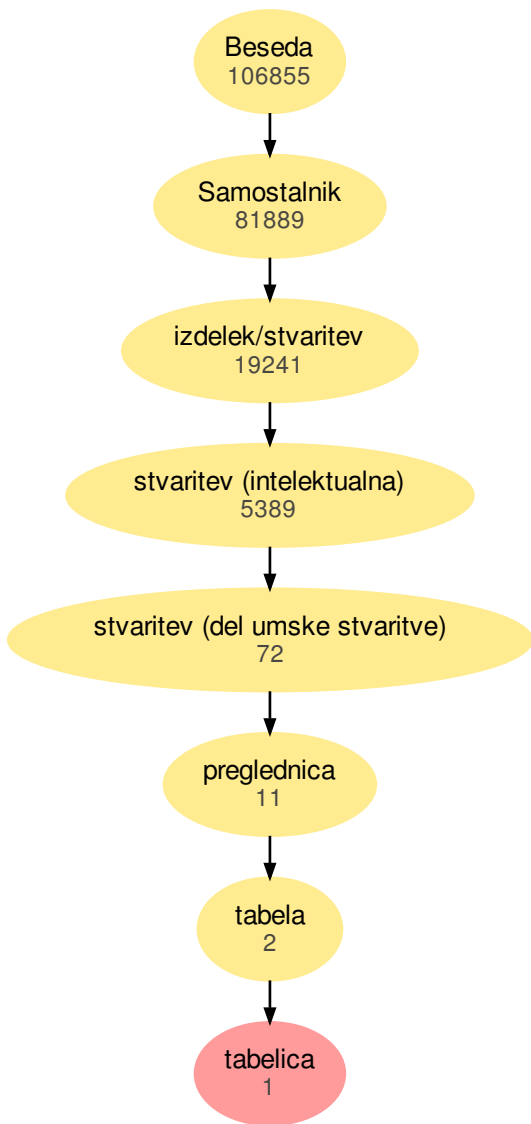 Beseda
106855
Samostalnik
81889
izdelek/stvaritev
19241
stvaritev (intelektualna)
5389
stvaritev (del umske stvaritve)
72
preglednica
11
tabela
2
tabelica
1